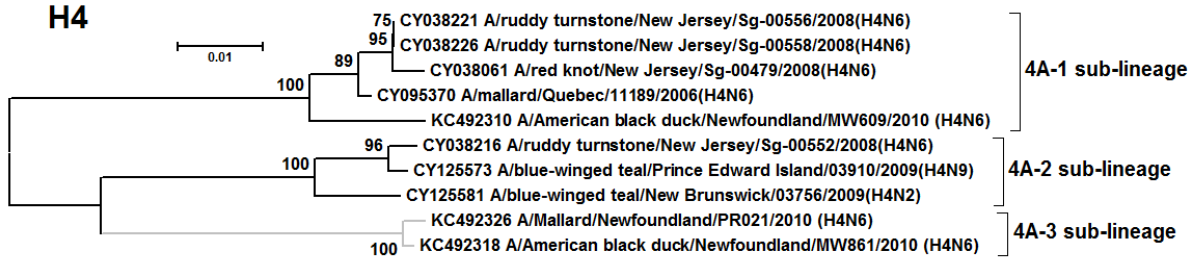 H4
0.01
75 CY038221 A/ruddy turnstone/New Jersey/Sg-00556/2008(H4N6)
95 CY038226 A/ruddy turnstone/New Jersey/Sg-00558/2008(H4N6)
89 CY038061 A/red knot/New Jersey/Sg-00479/2008(H4N6)
100 CY095370 A/mallard/Quebec/11189/2006(H4N6)
KC492310 A/American black duck/Newfoundland/MW609/2010 (H4N6)
4A-1 sub-lineage
96 CY038216 A/ruddy turnstone/New Jersey/Sg-00552/2008(H4N6)
100 CY125573 A/blue-winged teal/Prince Edward Island/03910/2009(H4N9)
CY125581 A/blue-winged teal/New Brunswick/03756/2009(H4N2)
4A-2 sub-lineage
KC492326 A/Mallard/Newfoundland/PR021/2010 (H4N6)
100 KC492318 A/American black duck/Newfoundland/MW861/2010 (H4N6)
4A-3 sub-lineage